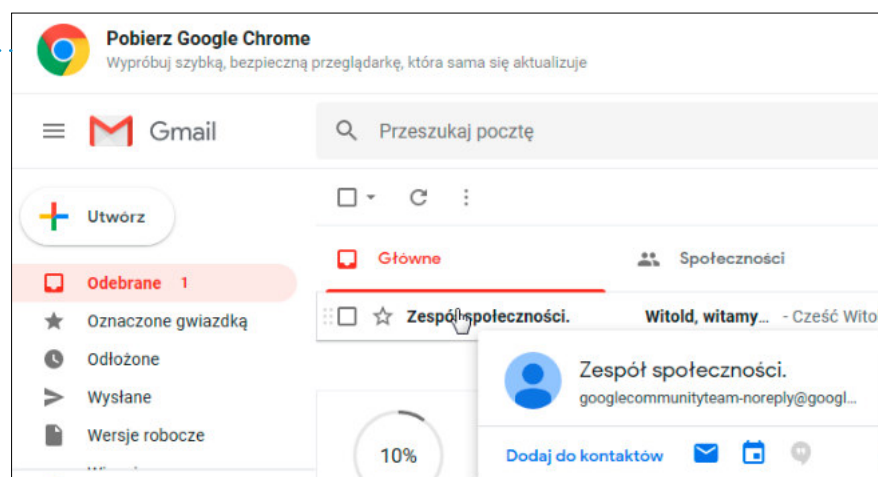 Pobierz Google Chrome
Wypróbuj szybką, bezpieczną przeglądarkę, która sama się aktualizuje
Gmail
Przeszukaj pocztę
Utwórz
Główne
Społeczności
Odebrane 1
Zespół społeczności. Witold, witamy… - Cześć Wito
Oznaczone gwiazdką
Odłożone
Wysłane
Wersje robocze
Zespół społeczności.
googlecommunityteam-noreply@googl...
10%
Dodaj do kontaktów